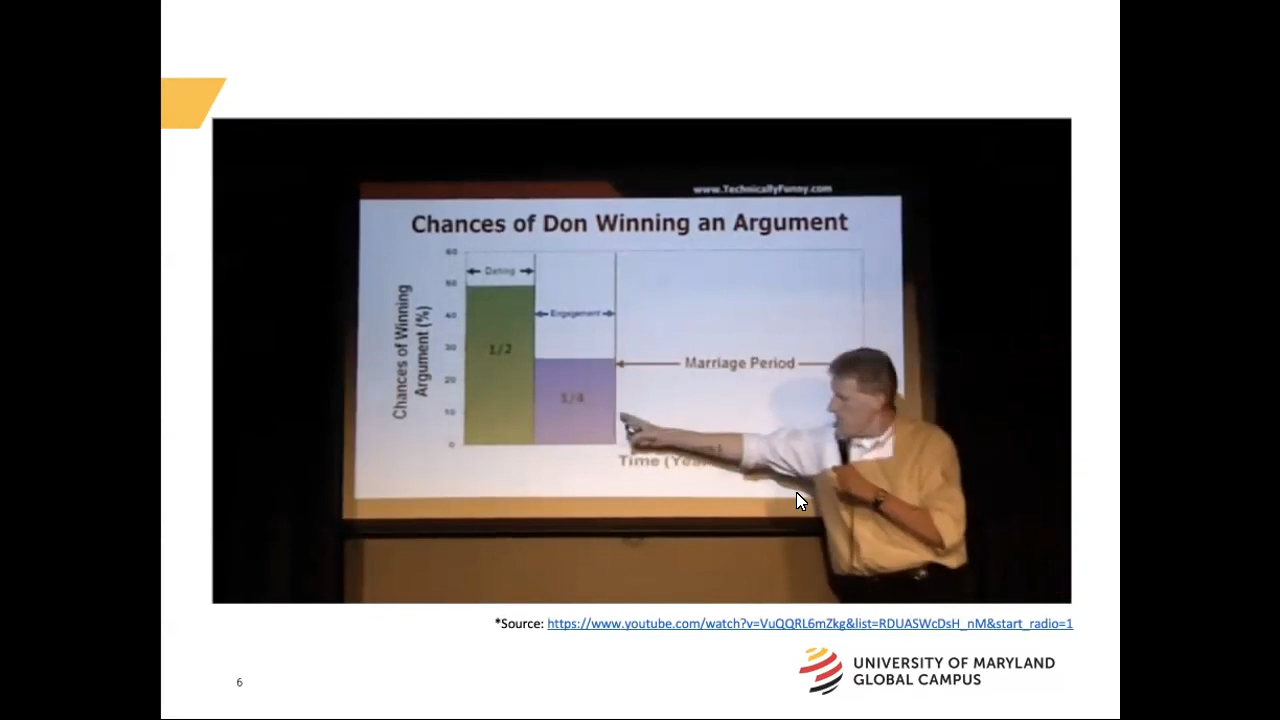 www.TechnicallyFunny.com
Chances of Don Winning an Argument
Chances of Winning
Argument (%)
60
50
40
30
20
10
0
Dating
Engagement
Marriage Period
1/2
1/4
Time
*Source: https://www.youtube.com/watch?v=VuQQRL6mZkg&list=RDUASWcDsH_nM&start_radio=1
6
UNIVERSITY OF MARYLAND
GLOBAL CAMPUS